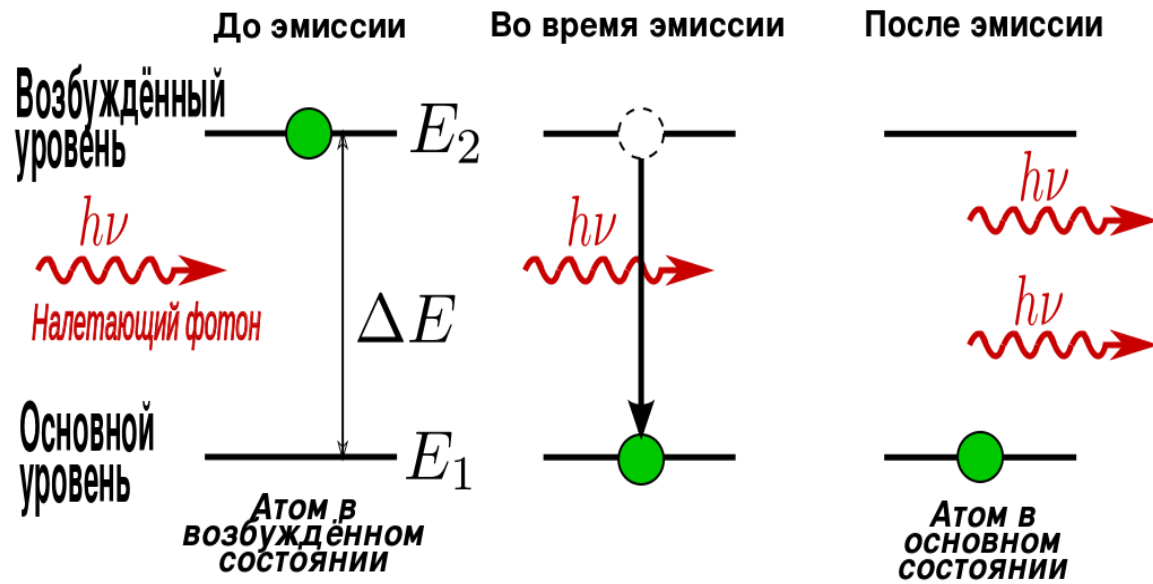 До эмиссии
Во время эмиссии
После эмиссии
Возбуждённый
уровень
E₂
hν
Налетающий фотон
ΔE
hν
hν
hν
Основной
уровень
E₁
Атом в
возбуждённом
состоянии
Атом в
основном
состоянии